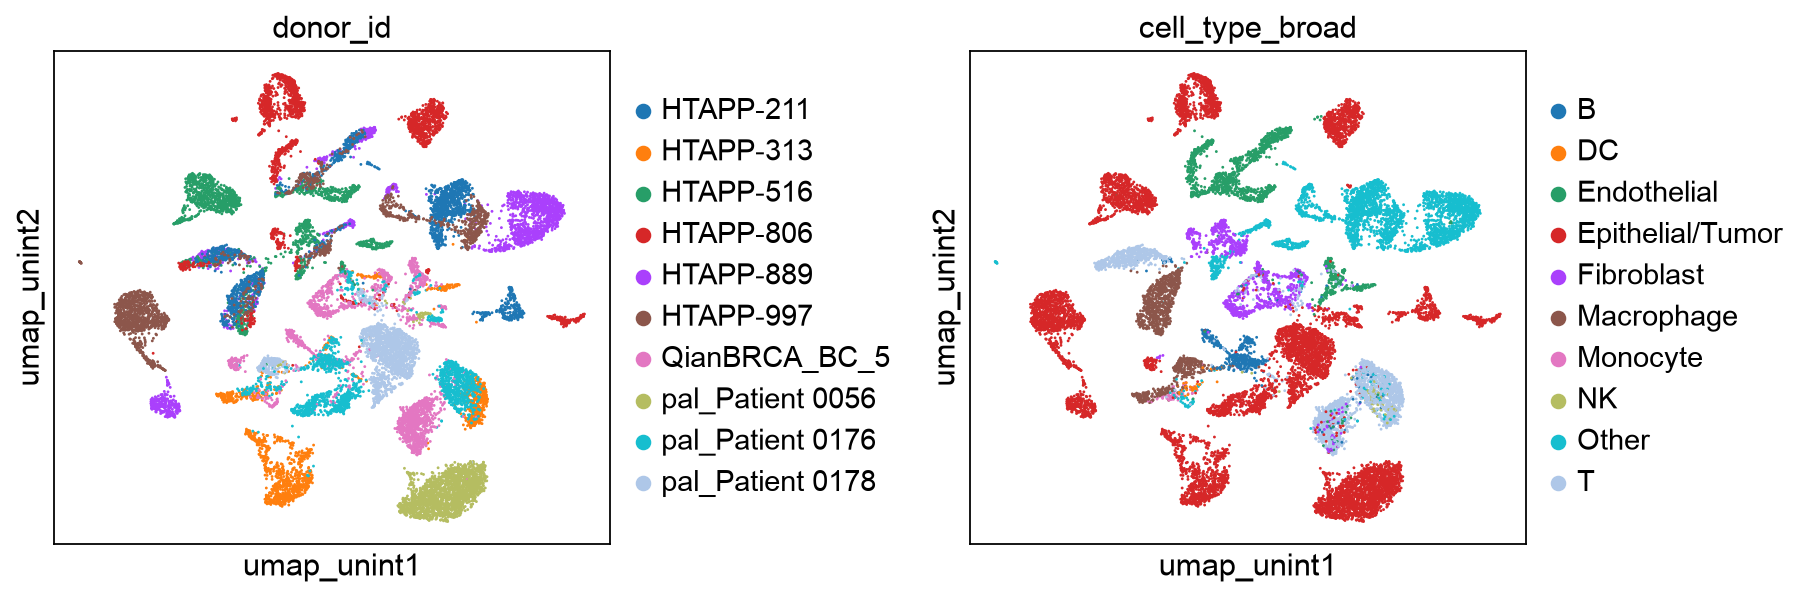 donor_id
umap_unint2
umap_unint1
HTAPP-211
HTAPP-313
HTAPP-516
HTAPP-806
HTAPP-889
HTAPP-997
QianBRCA_BC_5
pal_Patient 0056
pal_Patient 0176
pal_Patient 0178
cell_type_broad
umap_unint2
umap_unint1
B
DC
Endothelial
Epithelial/Tumor
Fibroblast
Macrophage
Monocyte
NK
Other
T